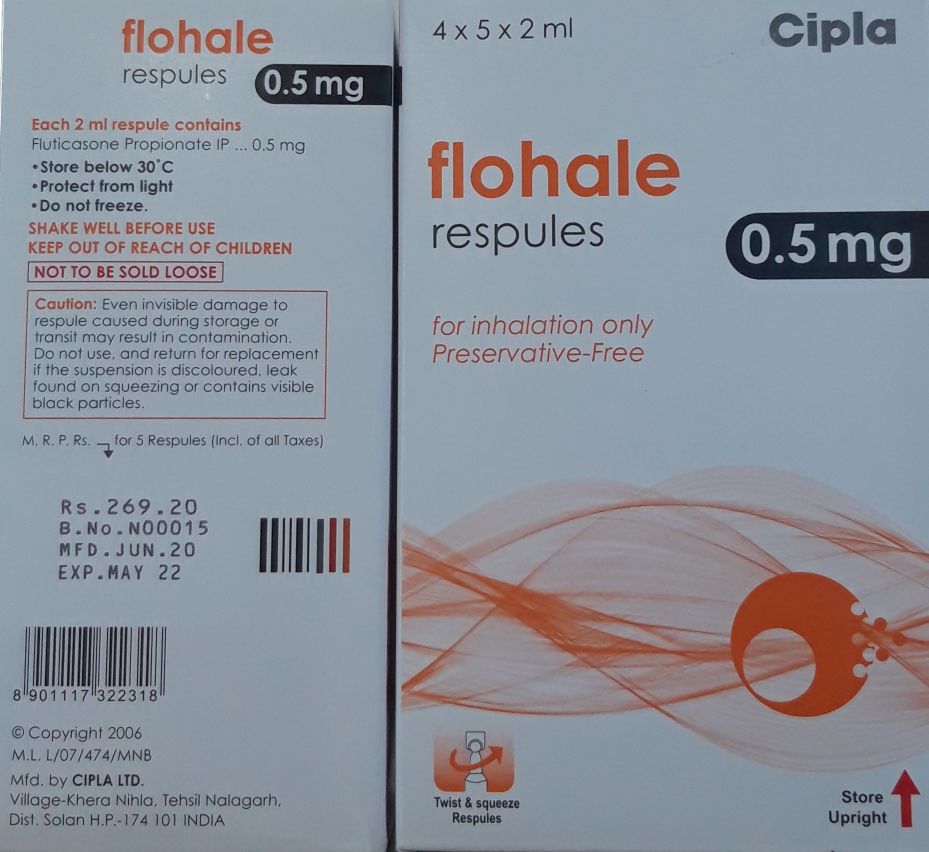 flohale
respules
0.5 mg
Each 2 ml respule contains
Fluticasone Propionate IP ... 0.5 mg
•Store below 30°C
•Protect from light
•Do not freeze.
SHAKE WELL BEFORE USE
KEEP OUT OF REACH OF CHILDREN
NOT TO BE SOLD LOOSE
Caution: Even invisible damage to
respule caused during storage or
transit may result in contamination.
Do not use, and return for replacement
if the suspension is discoloured, leak
found on squeezing or contains visible
black particles.
M. R. P. Rs. for 5 Respules (Incl. of all Taxes)
Rs.269.20
B.No.N00015
MFD.JUN.20
EXP.MAY 22
8 901117 322318
© Copyright 2006
M.L. L/07/474/MNB
Mfd. by CIPLA LTD.
Village-Khera Nihla, Tehsil Nalagarh,
Dist. Solan H.P.-174 101 INDIA
4 x 5 x 2 ml
Cipla
flohale
respules
0.5 mg
for inhalation only
Preservative-Free
Twist & squeeze
Respules
Store
Upright